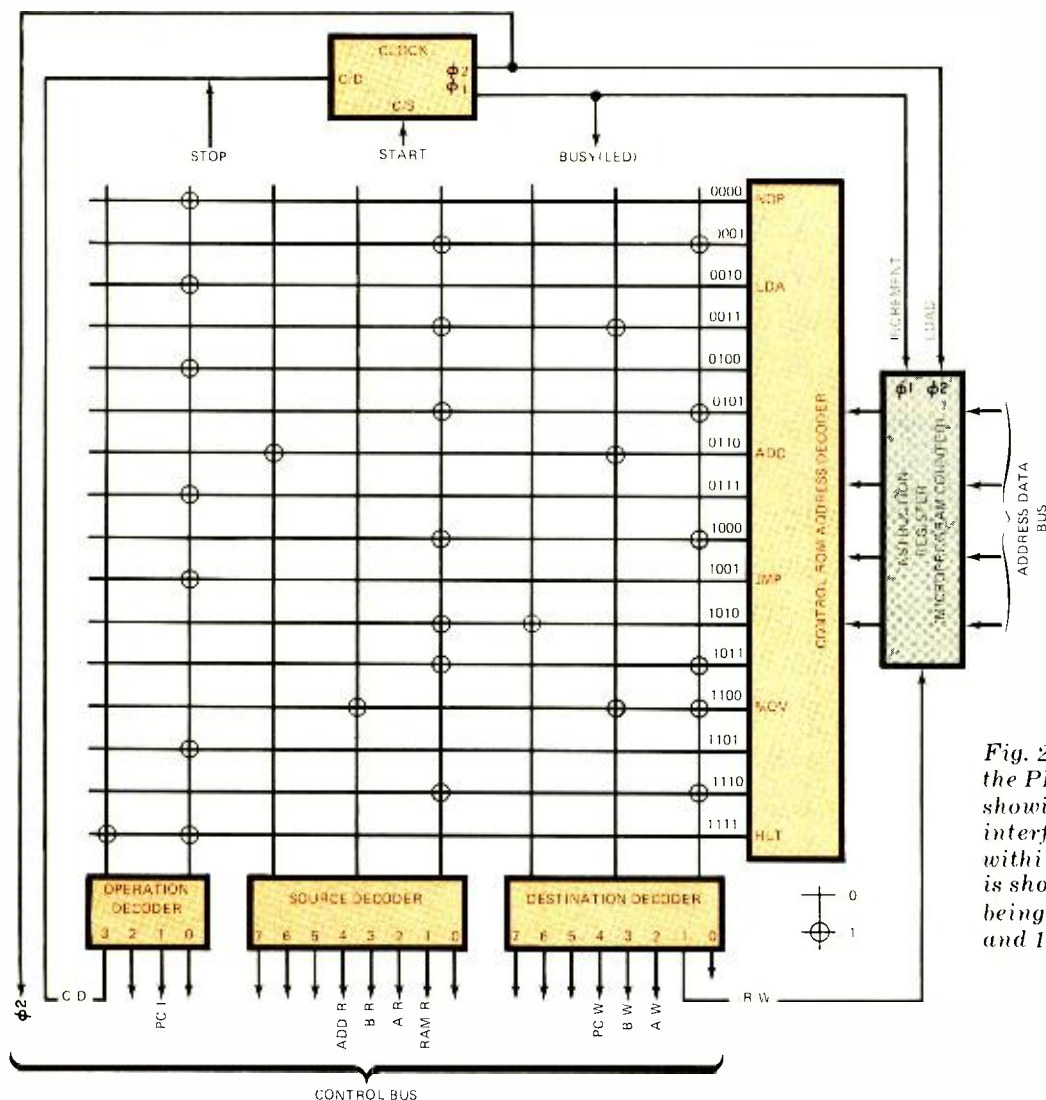 CLOCK
C/D
ϕ2
ϕ1
C/S
STOP
START
BUSY (LED)
0000
NOP
0001
0010
LDA
0011
0100
0101
0110
ADD
0111
1000
1001
JMP
1010
1011
1100
MOV
1101
1110
1111
HLT
CONTROL ROM ADDRESS DECODER
INCREMENT
LOAD
ϕ1 ϕ2
INSTRUCTION
REGISTER
ADDRESS DATA
BUS
OPERATION
DECODER
3 2 1 0
SOURCE DECODER
7 6 5 4 3 2 1 0
DESTINATION DECODER
7 6 5 4 3 2 1 0
0
1
ϕ2
C D
PC I
ADD R
B R
A R
RAM R
PC W
B W
A W
CONTROL BUS
Fig. 2
the
showi
interf
withi
is sho
being
and 1